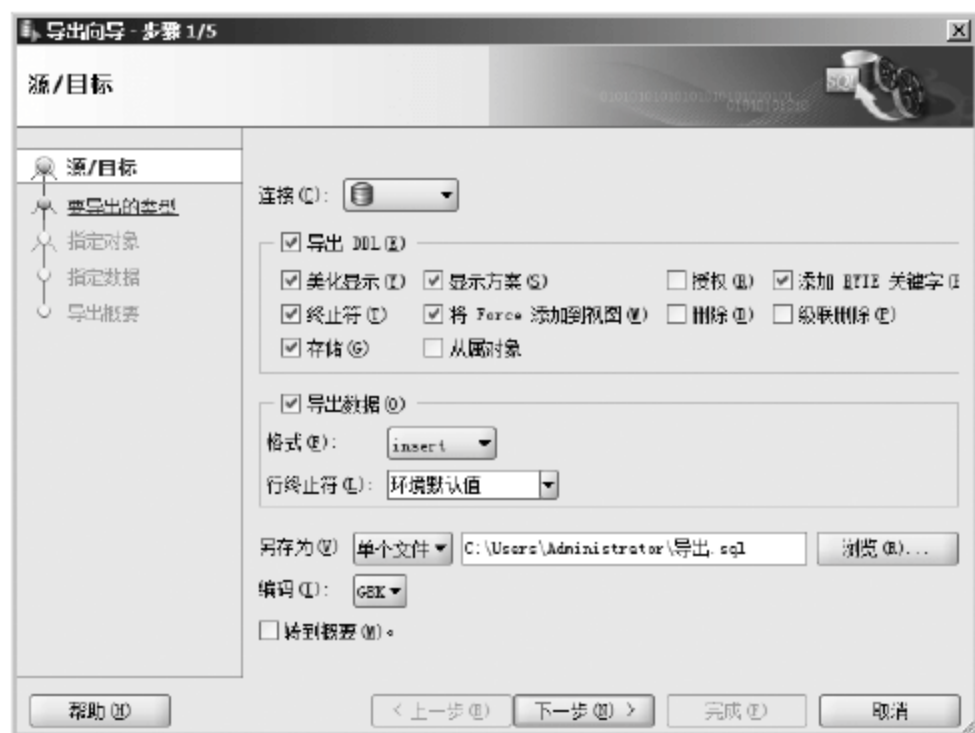 导出向导 - 步骤 1/5
源/目标
源/目标
要导出的类型
指定对象
指定数据
导出概要
连接(C):
导出 DDL(X)
美化显示(Y) 显示方案(S) 授权(R) 添加 BYTE 关键字(
终止符(T) 将 Force 添加到视图(W) 删除(D) 级联删除(P)
存储(G) 从属对象
导出数据(O)
格式(F): insert
行终止符(L): 环境默认值
另存为(V) 单个文件 C:\Users\Administrator\导出.sql 浏览(R)...
编码(I): GBK
转到概要(M)。
帮助(H) < 上一步(B) 下一步(N) > 完成(F) 取消